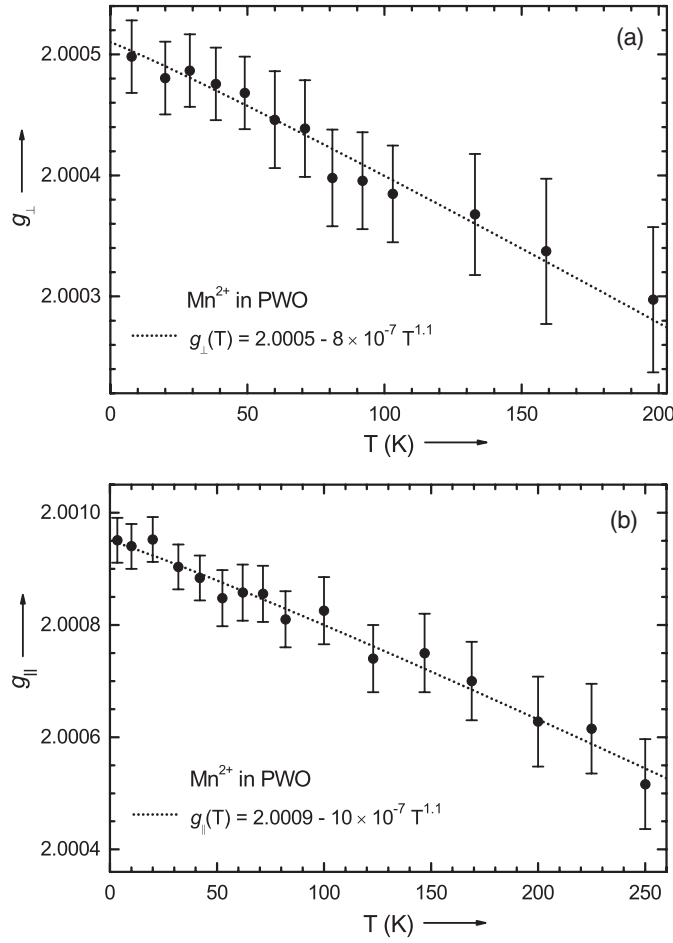 (a)
2.0005
2.0004
2.0003
g⊥
Mn²⁺ in PWO
g⊥(T) = 2.0005 - 8 × 10⁻⁷ T¹·¹
0 50 100 150 200
T (K)
(b)
2.0010
2.0008
2.0006
2.0004
g||
Mn²⁺ in PWO
g||(T) = 2.0009 - 10 × 10⁻⁷ T¹·¹
0 50 100 150 200 250
T (K)